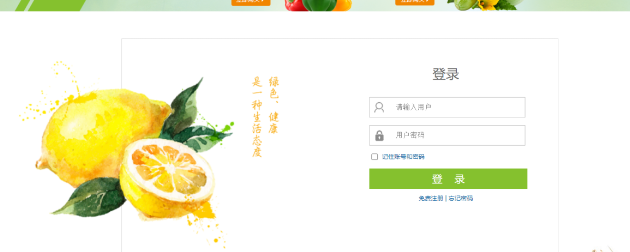 绿色、健康
是一种生活态度
登录
请输入用户
用户密码
记住账号和密码
登 录
免费注册 | 忘记密码